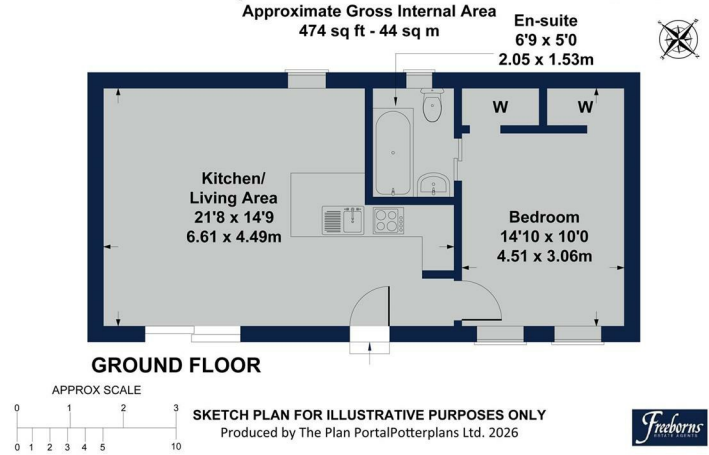 Approximate Gross Internal Area
474 sq ft - 44 sq m
En-suite
6'9 x 5'0
2.05 x 1.53m
W
W
Kitchen/
Living Area
21'8 x 14'9
6.61 x 4.49m
Bedroom
14'10 x 10'0
4.51 x 3.06m
GROUND FLOOR
APPROX SCALE
0 1 2 3
0 1 2 3 4 5 10
SKETCH PLAN FOR ILLUSTRATIVE PURPOSES ONLY
Produced by The Plan PortalPotterplans Ltd. 2026
Freeborns
ESTATE AGENTS